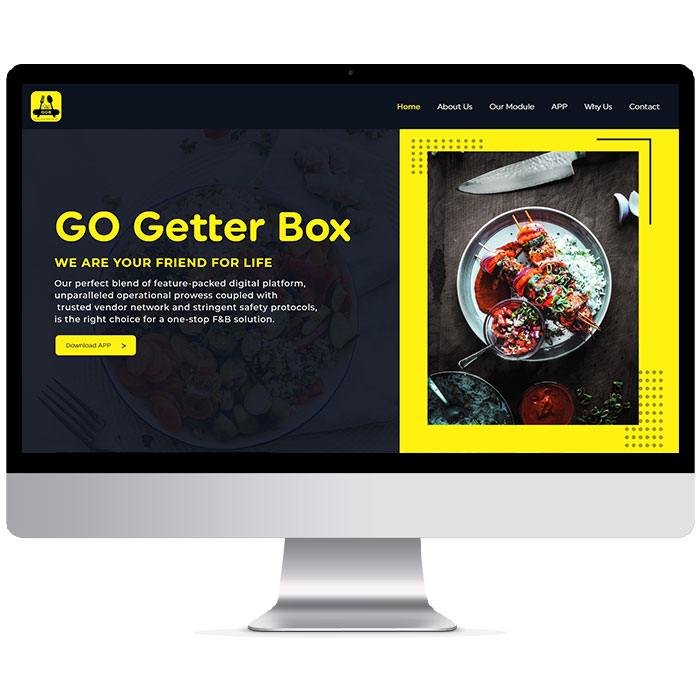 GOB
Home About Us Our Module APP Why Us Contact
GO Getter Box
WE ARE YOUR FRIEND FOR LIFE
Our perfect blend of feature-packed digital platform,
unparalleled operational prowess coupled with
trusted vendor network and stringent safety protocols,
is the right choice for a one-stop F&B solution.
Download APP >